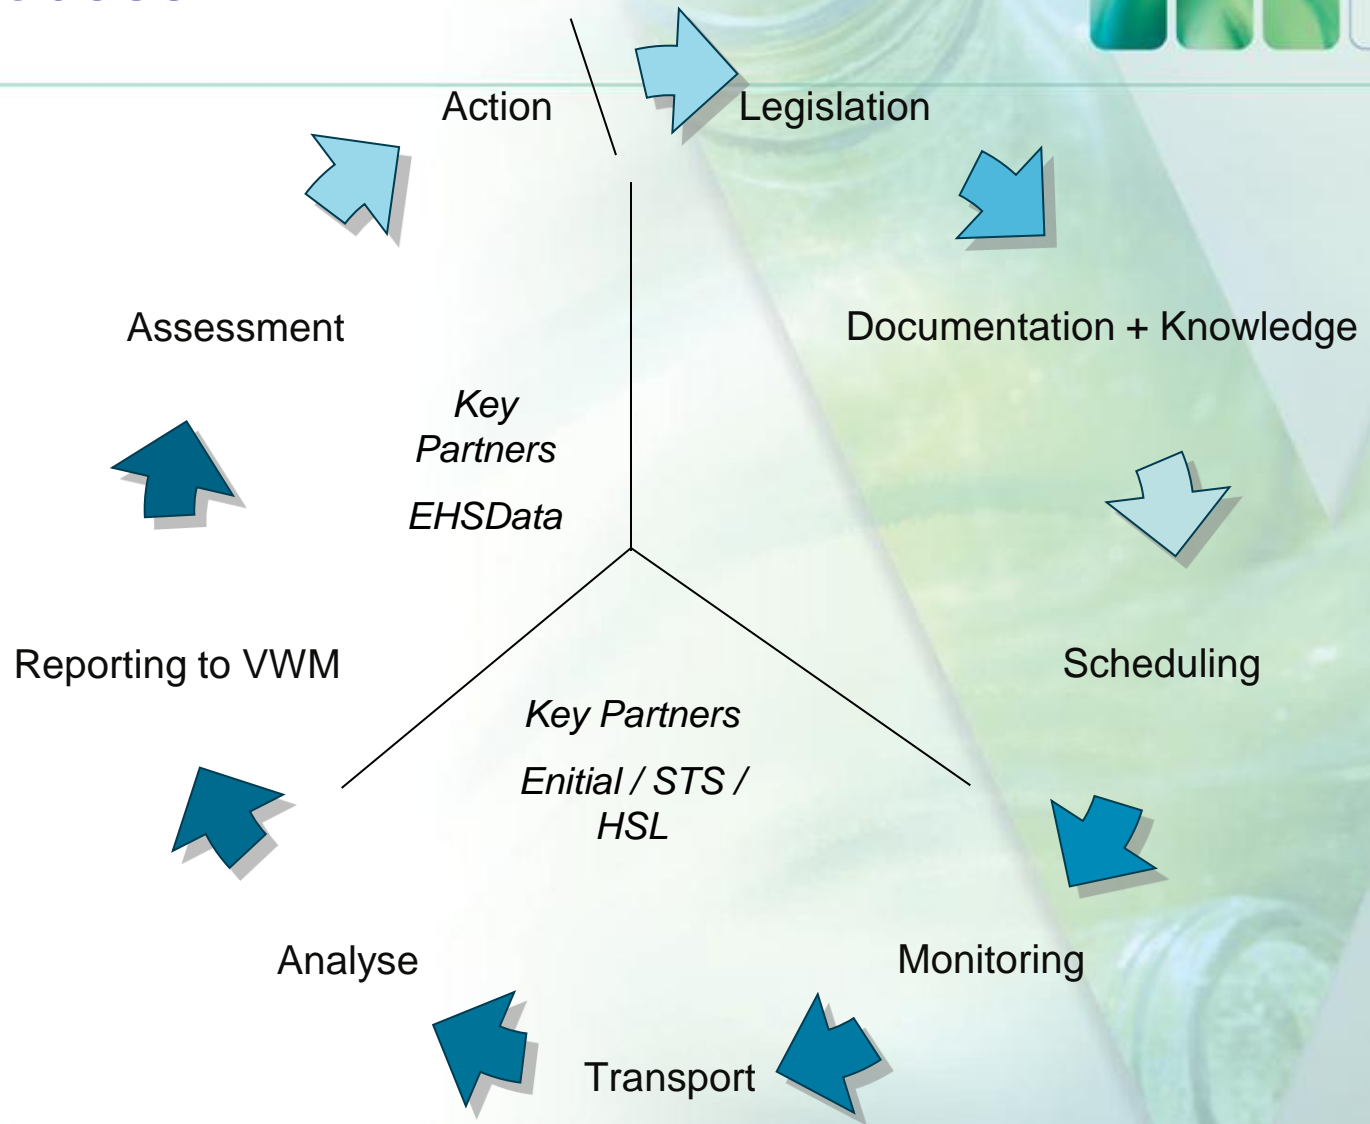 Action
Legislation
Assessment
Documentation + Knowledge
Key
Partners
EHSData
Reporting to VWM
Scheduling
Key Partners
Enitial / STS /
HSL
Analyse
Monitoring
Transport